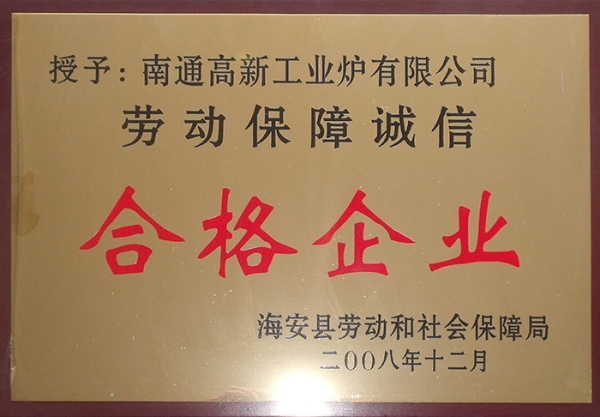 授予：南通高新工业炉有限公司
劳动保障诚信
合格企业
海安县劳动和社会保障局
二〇〇八年十二月